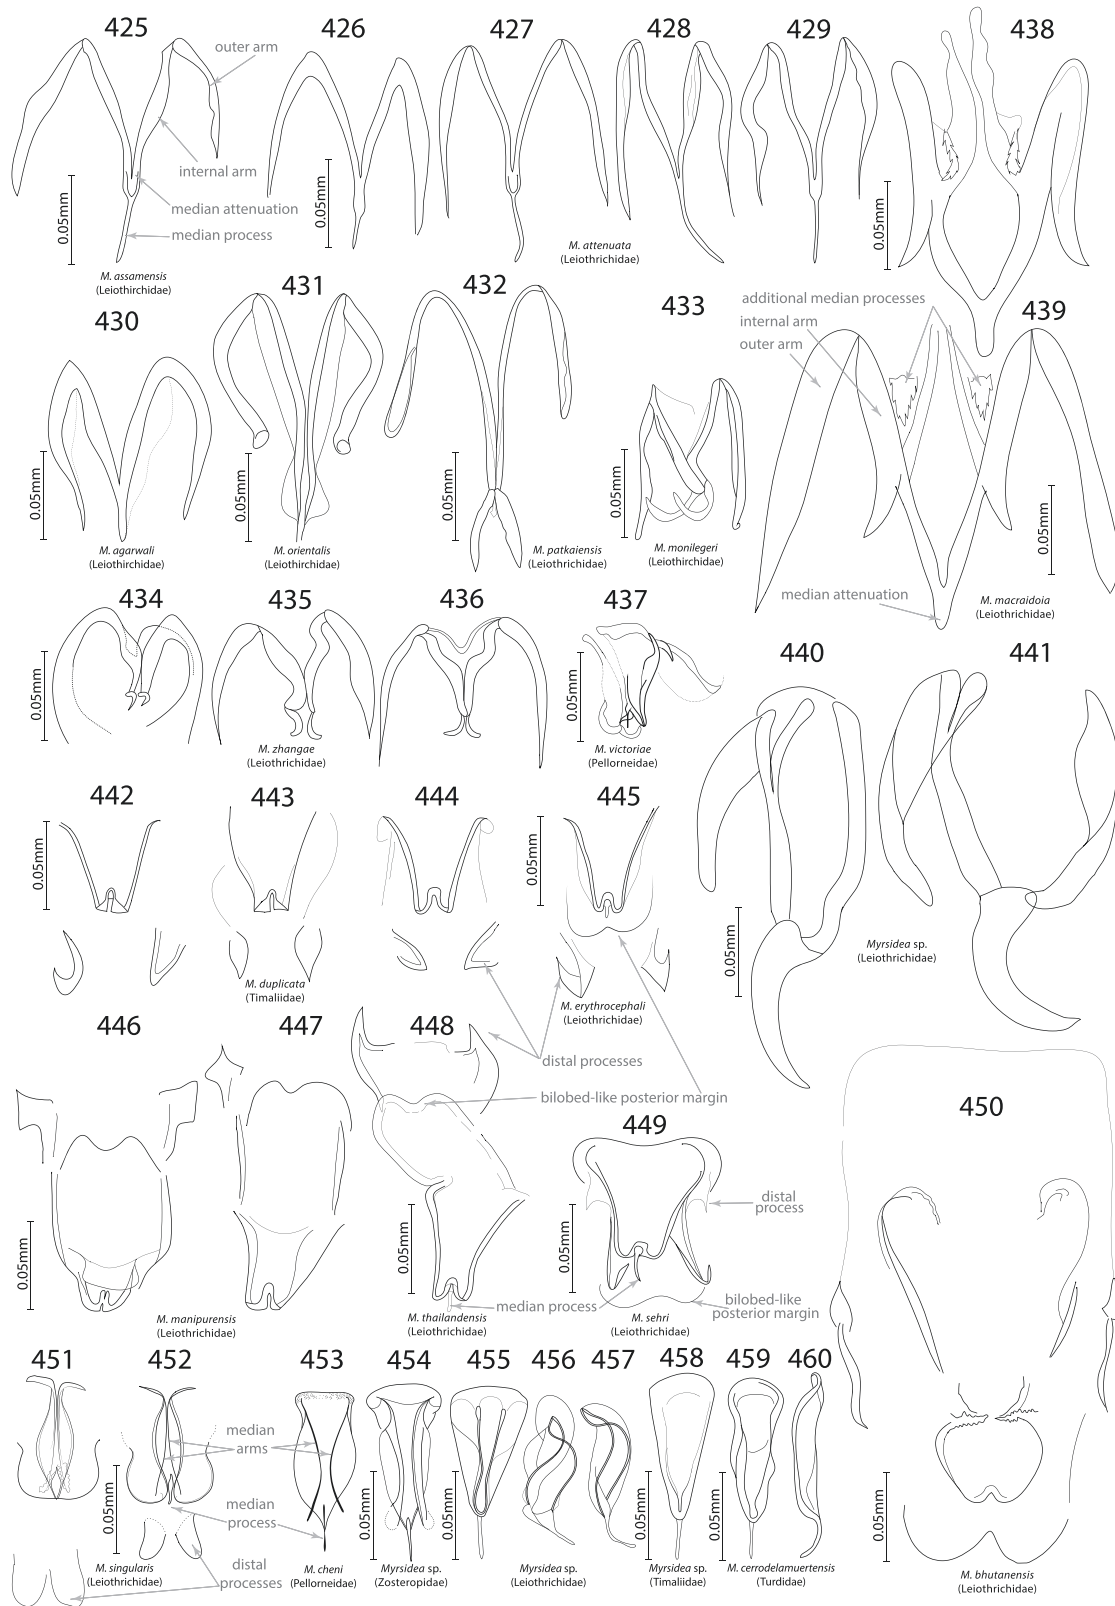 425
426
427
428
429
438
outer arm
internal arm
median attenuation
median process
0.05mm
0.05mm
0.05mm
M. assamensis
(Leiothirchidae)
M. attenuata
(Leiothrichidae)
430
431
432
433
439
additional median processes
internal arm
outer arm
0.05mm
0.05mm
0.05mm
0.05mm
0.05mm
M. agarwali
(Leiothirchidae)
M. orientalis
(Leiothirchidae)
M. patkaiensis
(Leiothrichidae)
M. monilegeri
(Leiothirchidae)
median attenuation
M. macraidoia
(Leiothrichidae)
434
435
436
437
440
441
0.05mm
0.05mm
M. zhangae
(Leiothrichidae)
M. victoriae
(Pellorneidae)
442
443
444
445
0.05mm
0.05mm
0.05mm
Myrsidea sp.
(Leiothrichidae)
M. duplicata
(Timaliidae)
M. erythrocephali
(Leiothrichidae)
446
447
448
distal processes
bilobed-like posterior margin
449
450
distal
process
0.05mm
0.05mm
0.05mm
median process
bilobed-like
posterior margin
M. manipurensis
(Leiothrichidae)
M. thailandensis
(Leiothrichidae)
M. sehri
(Leiothrichidae)
451
452
453
454
455
456
457
458
459
460
median
arms
median
process
distal
processes
0.05mm
0.05mm
0.05mm
0.05mm
0.05mm
0.05mm
M. singularis
(Leiothrichidae)
M. cheni
(Pellorneidae)
Myrsidea sp.
(Zosteropidae)
Myrsidea sp.
(Leiothrichidae)
Myrsidea sp.
(Timaliidae)
M. cerrodelamuertensis
(Turdidae)
M. bhutanensis
(Leiothrichidae)